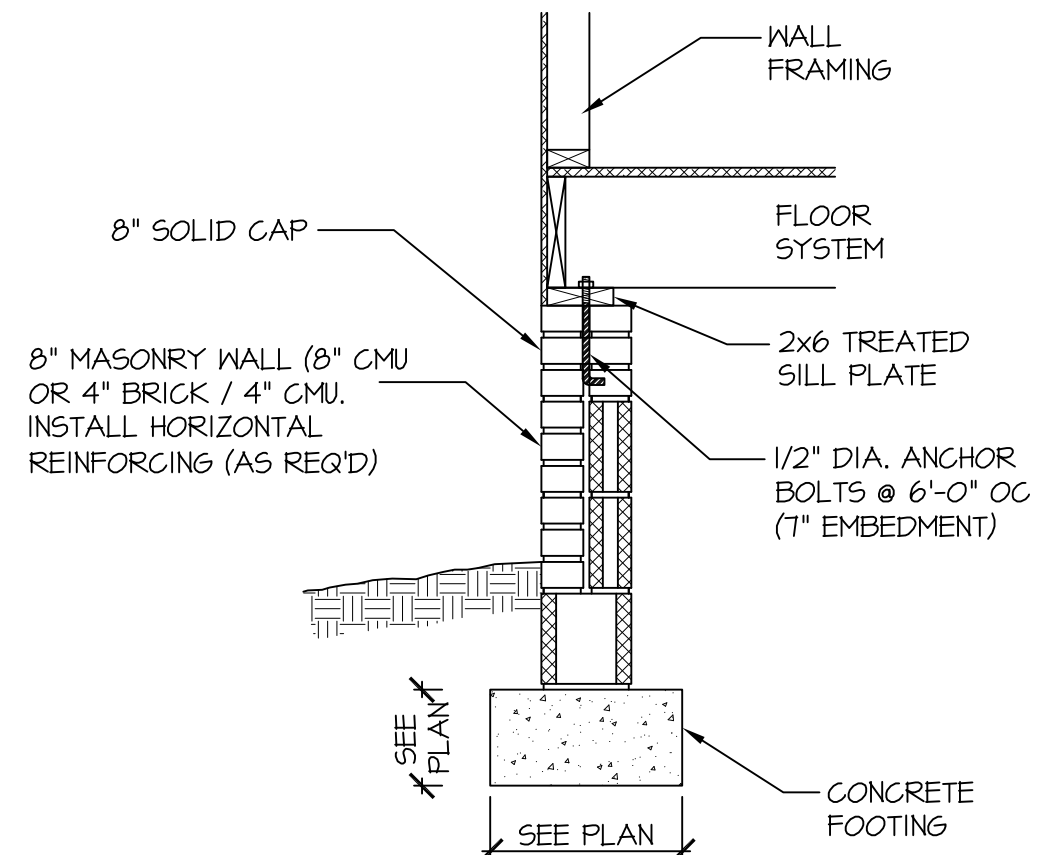 WALL
FRAMING
FLOOR
SYSTEM
8" SOLID CAP
8" MASONRY WALL (8" CMU
OR 4" BRICK / 4" CMU.
INSTALL HORIZONTAL
REINFORCING (AS REQ'D)
2x6 TREATED
SILL PLATE
1/2" DIA. ANCHOR
BOLTS @ 6'-0" OC
(7" EMBEDMENT)
SEE
PLAN
SEE PLAN
CONCRETE
FOOTING